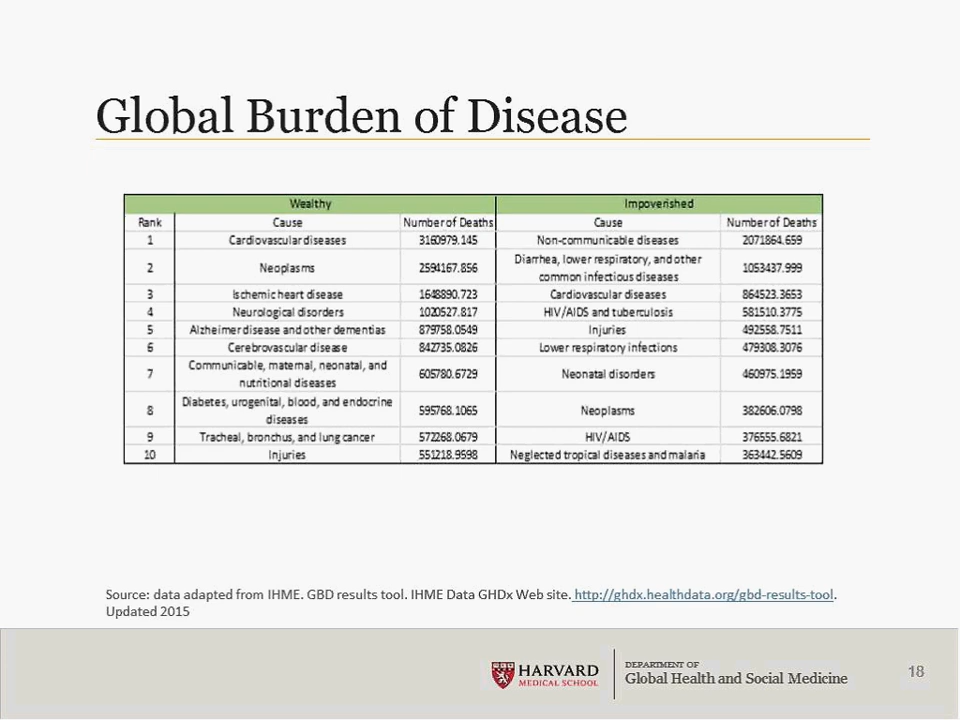 Global Burden of Disease
Wealthy Impoverished
Rank Cause Number of Deaths Cause Number of Deaths
1 Cardiovascular diseases 3160979.145 Non-communicable diseases 2071864.659
2 Neoplasms 2594167.856 Diarrhea, lower respiratory, and other common infectious diseases 1053437.999
3 Ischemic heart disease 1648890.723 Cardiovascular diseases 864523.3653
4 Neurological disorders 1020527.817 HIV/AIDS and tuberculosis 581510.3775
5 Alzheimer disease and other dementias 879758.0549 Injuries 492558.7511
6 Cerebrovascular disease 842735.0826 Lower respiratory infections 479308.3076
7 Communicable, maternal, neonatal, and nutritional diseases 605780.6729 Neonatal disorders 460975.1959
8 Diabetes, urogenital, blood, and endocrine diseases 595768.1065 Neoplasms 382606.0798
9 Tracheal, bronchus, and lung cancer 572268.0679 HIV/AIDS 376555.6821
10 Injuries 551218.9598 Neglected tropical diseases and malaria 363442.5609
Source: data adapted from IHME. GBD results tool. IHME Data GHDx Web site. http://ghdx.healthdata.org/gbd-results-tool.
Updated 2015
HARVARD
MEDICAL SCHOOL
DEPARTMENT OF
Global Health and Social Medicine
18